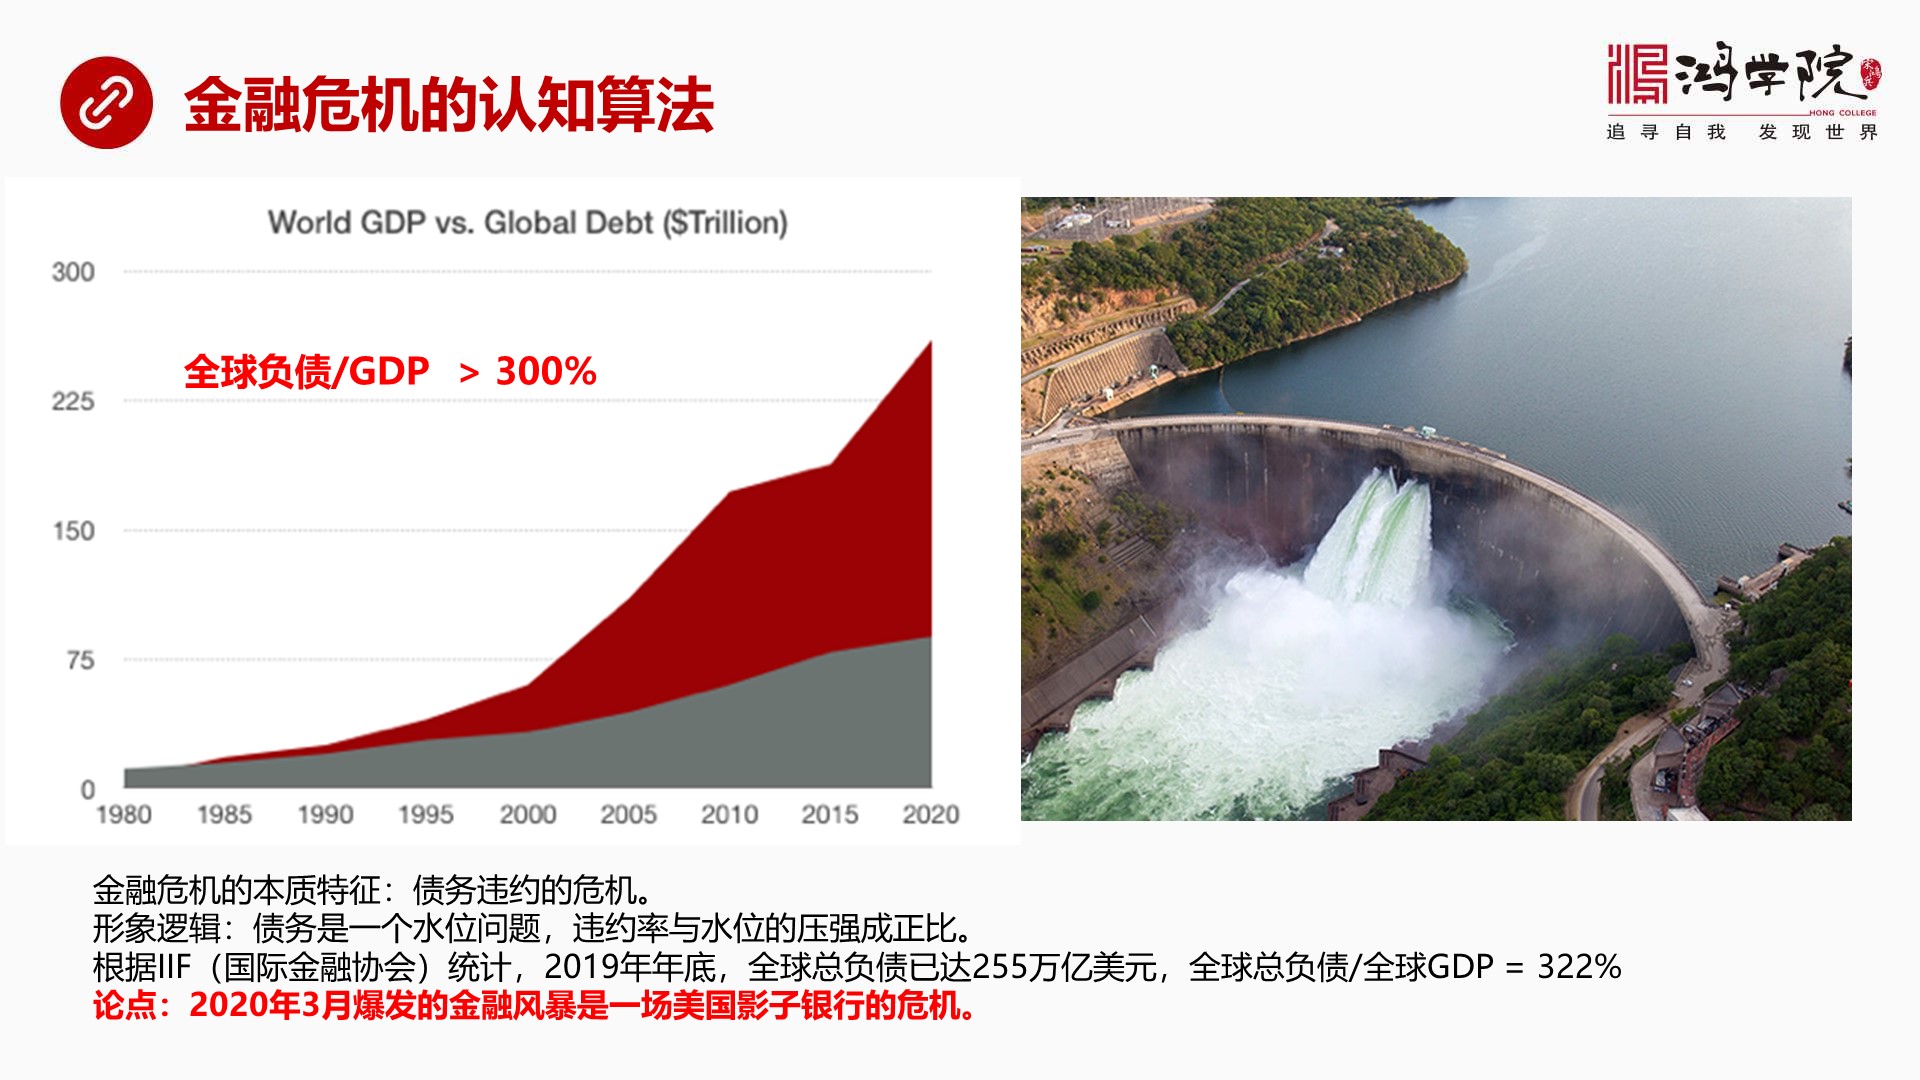 金融危机的认知算法
鸿学院
HONG COLLEGE
追寻自我 发现世界
World GDP vs. Global Debt ($Trillion)
300
全球负债/GDP > 300%
225
150
75
0
1980 1985 1990 1995 2000 2005 2010 2015 2020
金融危机的本质特征：债务违约的危机。
形象逻辑：债务是一个水位问题，违约率与水位的压强成正比。
根据IIF（国际金融协会）统计，2019年年底，全球总负债已达255万亿美元，全球总负债/全球GDP = 322%
论点：2020年3月爆发的金融风暴是一场美国影子银行的危机。